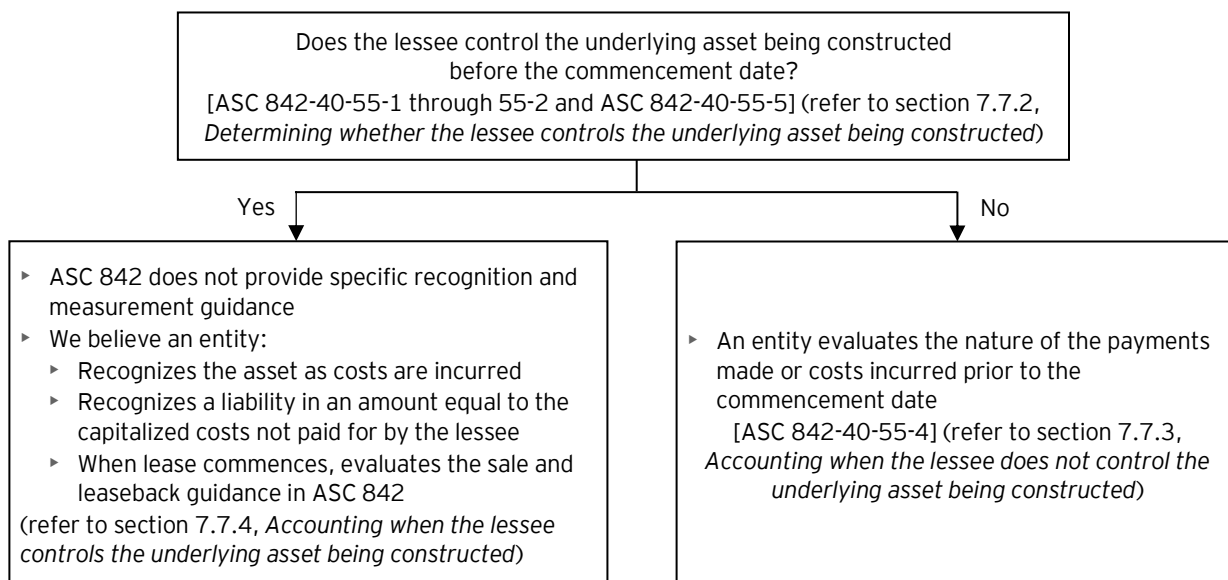 Does the lessee control the underlying asset being constructed
before the commencement date?
[ASC 842-40-55-1 through 55-2 and ASC 842-40-55-5] (refer to section 7.7.2,
Determining whether the lessee controls the underlying asset being constructed)
Yes
No
▸ ASC 842 does not provide specific recognition and
measurement guidance
▸ We believe an entity:
▸ Recognizes the asset as costs are incurred
▸ Recognizes a liability in an amount equal to the
capitalized costs not paid for by the lessee
▸ When lease commences, evaluates the sale and
leaseback guidance in ASC 842
(refer to section 7.7.4, Accounting when the lessee
controls the underlying asset being constructed)
▸ An entity evaluates the nature of the payments
made or costs incurred prior to the
commencement date
[ASC 842-40-55-4] (refer to section 7.7.3,
Accounting when the lessee does not control the
underlying asset being constructed)